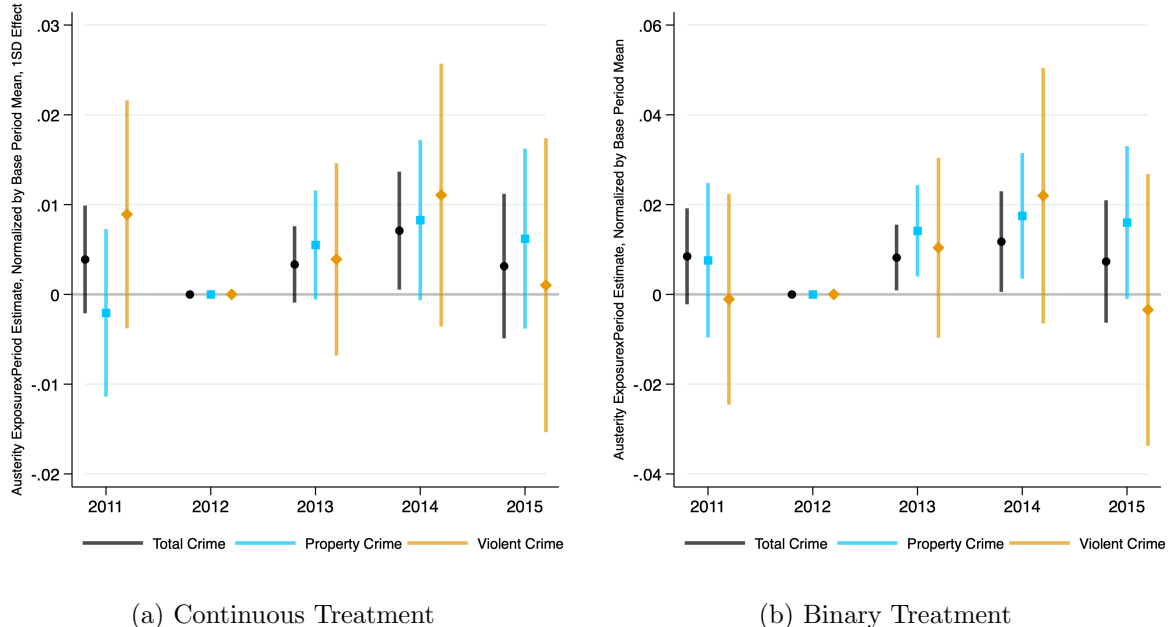 Austerity ExposurexPeriod Estimate, Normalized by Base Period Mean, 1SD Effect
.03
.02
.01
0
-.01
-.02
2011 2012 2013 2014 2015
Total Crime Property Crime Violent Crime
(a) Continuous Treatment
Austerity ExposurexPeriod Estimate, Normalized by Base Period Mean
.06
.04
.02
0
-.02
-.04
2011 2012 2013 2014 2015
Total Crime Property Crime Violent Crime
(b) Binary Treatment